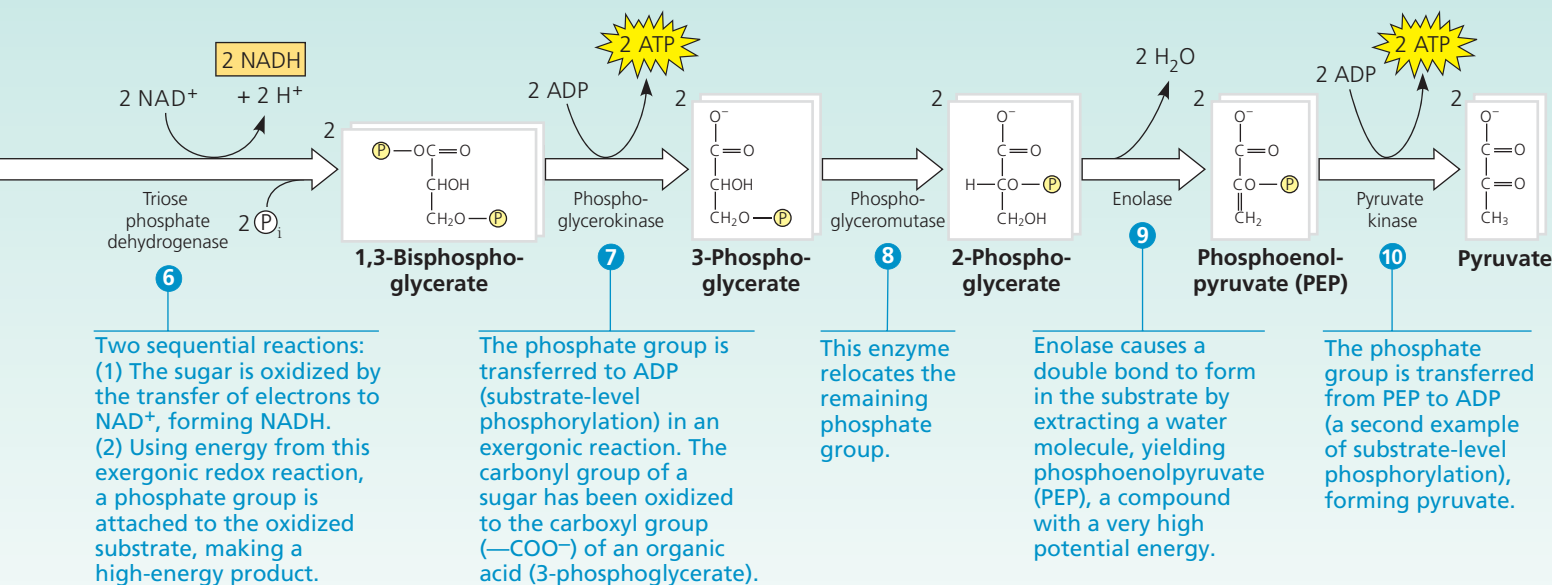 2 NADH
+ 2 H⁺
2 NAD⁺
2 Ⓟi
Triose
phosphate
dehydrogenase
6
2
Ⓟ—OC=O
CHOH
CH₂O—Ⓟ
1,3-Bisphospho-
glycerate
2 ADP
2 ATP
Phospho-
glycerokinase
7
2
O⁻
C=O
CHOH
CH₂O—Ⓟ
3-Phospho-
glycerate
Phospho-
glyceromutase
8
2
O⁻
C=O
H—CO—Ⓟ
CH₂OH
2-Phospho-
glycerate
2 H₂O
Enolase
9
2
O⁻
C=O
CO—Ⓟ
CH₂
Phosphoenol-
pyruvate (PEP)
2 ADP
2 ATP
Pyruvate
kinase
10
2
O⁻
C=O
C=O
CH₃
Pyruvate
Two sequential reactions:
(1) The sugar is oxidized by
the transfer of electrons to
NAD⁺, forming NADH.
(2) Using energy from this
exergonic redox reaction,
a phosphate group is
attached to the oxidized
substrate, making a
high-energy product.
The phosphate group is
transferred to ADP
(substrate-level
phosphorylation) in an
exergonic reaction. The
carbonyl group of a
sugar has been oxidized
to the carboxyl group
(—COO⁻) of an organic
acid (3-phosphoglycerate).
This enzyme
relocates the
remaining
phosphate
group.
Enolase causes a
double bond to form
in the substrate by
extracting a water
molecule, yielding
phosphoenolpyruvate
(PEP), a compound
with a very high
potential energy.
The phosphate
group is transferred
from PEP to ADP
(a second example
of substrate-level
phosphorylation),
forming pyruvate.